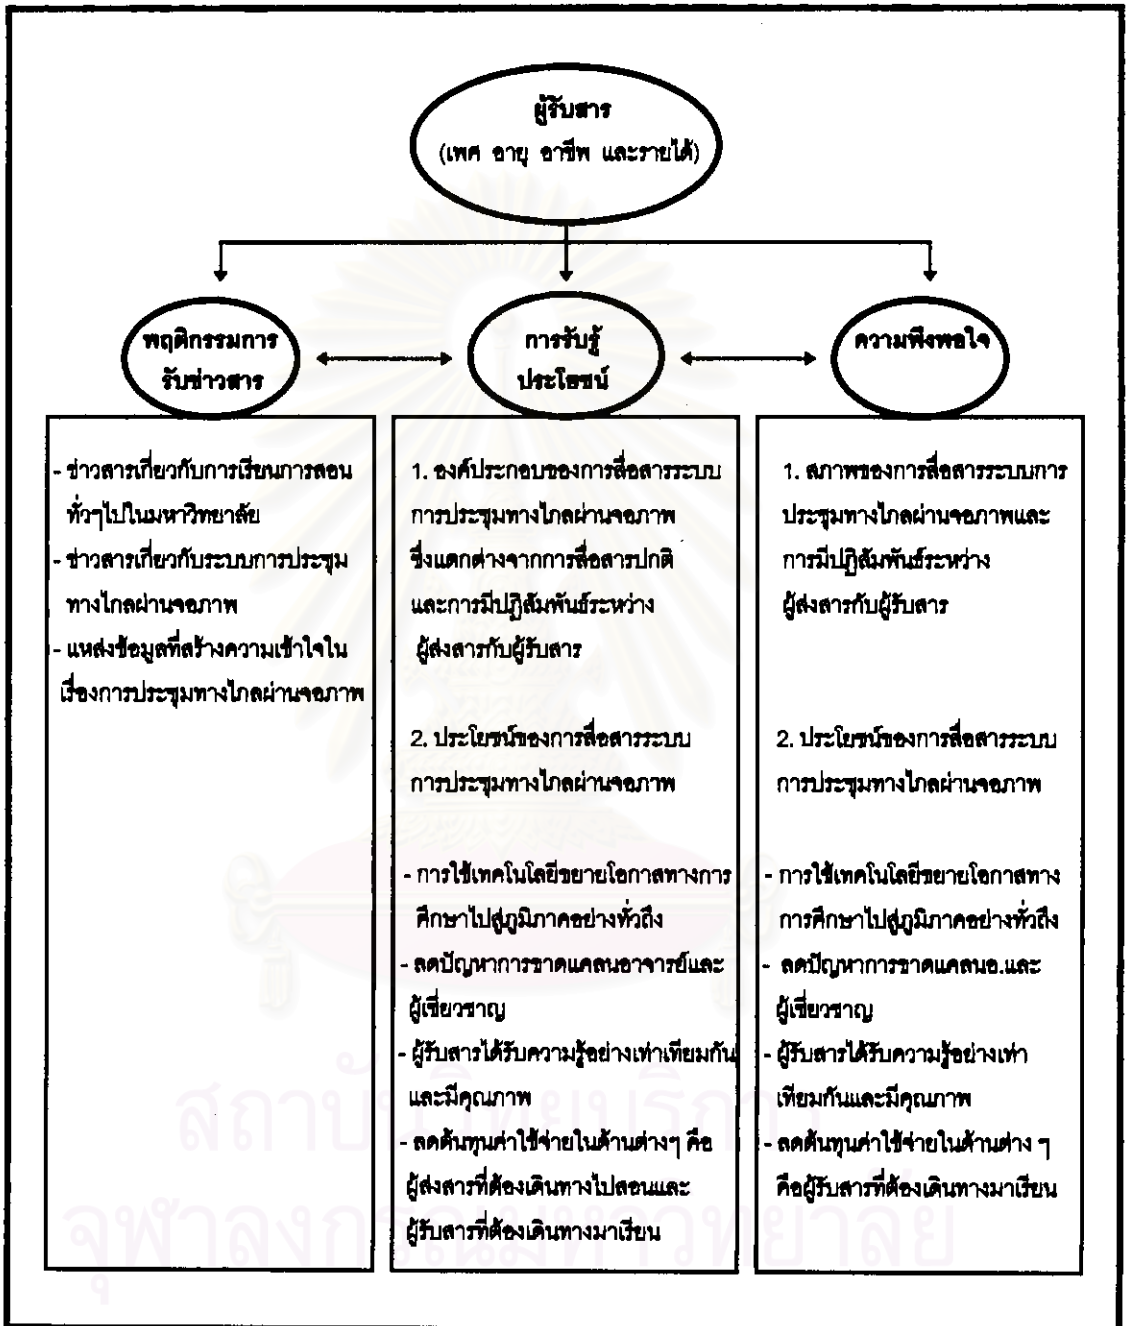 ผู้รับสาร
(เพศ อายุ อาชีพ และรายได้)
พฤติกรรมการ
รับข่าวสาร
การรับรู้
ประโยชน์
ความพึงพอใจ
- ข่าวสารเกี่ยวกับการเรียนการสอน
ทั่วๆไปในมหาวิทยาลัย
- ข่าวสารเกี่ยวกับระบบการประชุม
ทางไกลผ่านจอภาพ
- แหล่งข้อมูลที่สร้างความเข้าใจใน
เรื่องการประชุมทางไกลผ่านจอภาพ
1. องค์ประกอบของการสื่อสารระบบ
การประชุมทางไกลผ่านจอภาพ
ซึ่งแตกต่างจากการสื่อสารปกติ
และการมีปฏิสัมพันธ์ระหว่าง
ผู้ส่งสารกับผู้รับสาร
2. ประโยชน์ของการสื่อสารระบบ
การประชุมทางไกลผ่านจอภาพ
- การใช้เทคโนโลยีขยายโอกาสทางการ
ศึกษาไปสู่ภูมิภาคอย่างทั่วถึง
- ลดปัญหาการขาดแคลนอาจารย์และ
ผู้เชี่ยวชาญ
- ผู้รับสารได้รับความรู้อย่างเท่าเทียมกัน
และมีคุณภาพ
- ลดต้นทุนค่าใช้จ่ายในด้านต่างๆ คือ
ผู้ส่งสารที่ต้องเดินทางไปสอนและ
ผู้รับสารที่ต้องเดินทางมาเรียน
1. สภาพของการสื่อสารระบบการ
ประชุมทางไกลผ่านจอภาพและ
การมีปฏิสัมพันธ์ระหว่าง
ผู้ส่งสารกับผู้รับสาร
2. ประโยชน์ของการสื่อสารระบบ
การประชุมทางไกลผ่านจอภาพ
- การใช้เทคโนโลยีขยายโอกาสทาง
การศึกษาไปสู่ภูมิภาคอย่างทั่วถึง
- ลดปัญหาการขาดแคลนอ.และ
ผู้เชี่ยวชาญ
- ผู้รับสารได้รับความรู้อย่างเท่า
เทียมกันและมีคุณภาพ
- ลดต้นทุนค่าใช้จ่ายในด้านต่าง ๆ
คือผู้รับสารที่ต้องเดินทางมาเรียน
สถาบันวิทยบริการ
จุฬาลงกรณ์มหาวิทยาลัย